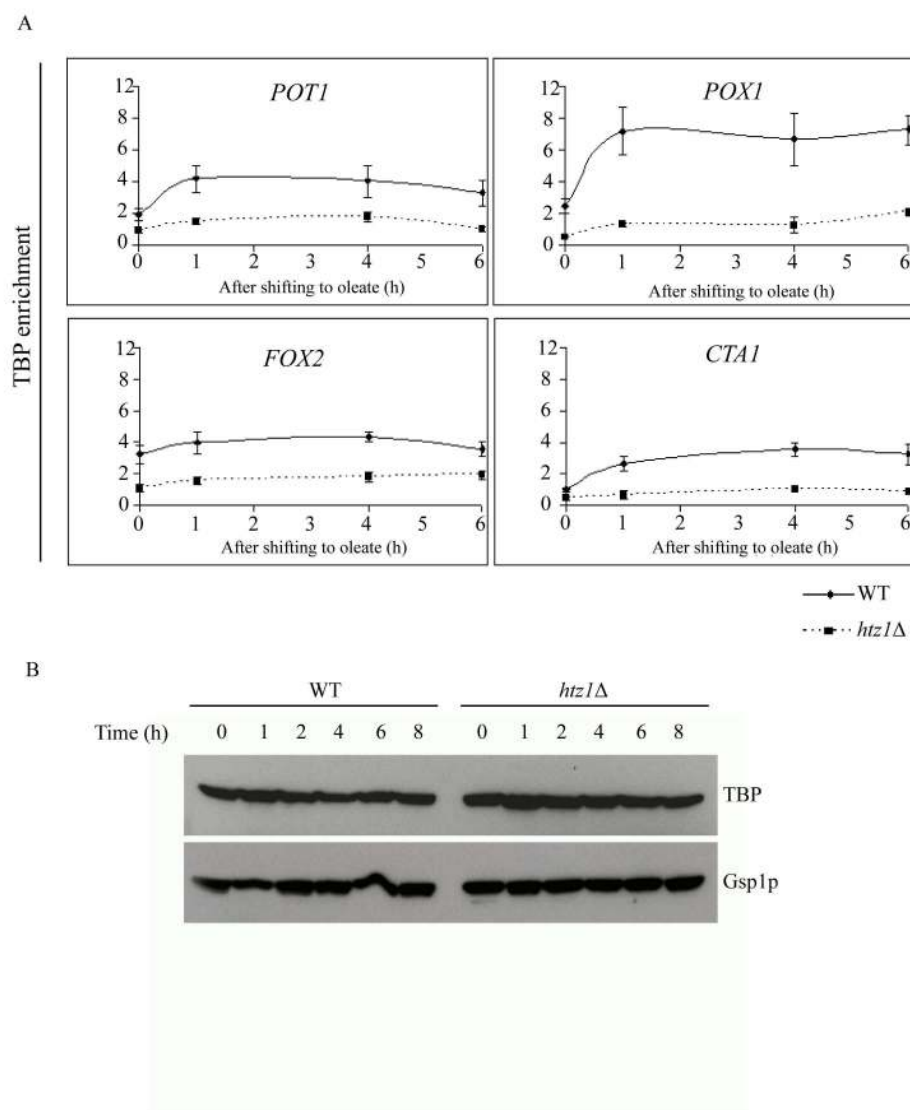 A
TBP enrichment
POT1
12
10
8
6
4
2
0
0 1 2 3 4 5 6
After shifting to oleate (h)
POX1
12
10
8
6
4
2
0
0 1 2 3 4 5 6
After shifting to oleate (h)
FOX2
12
10
8
6
4
2
0
0 1 2 3 4 5 6
After shifting to oleate (h)
CTA1
12
10
8
6
4
2
0
0 1 2 3 4 5 6
After shifting to oleate (h)
WT
htz1Δ
B
WT htz1Δ
Time (h) 0 1 2 4 6 8 0 1 2 4 6 8
TBP
Gsp1p